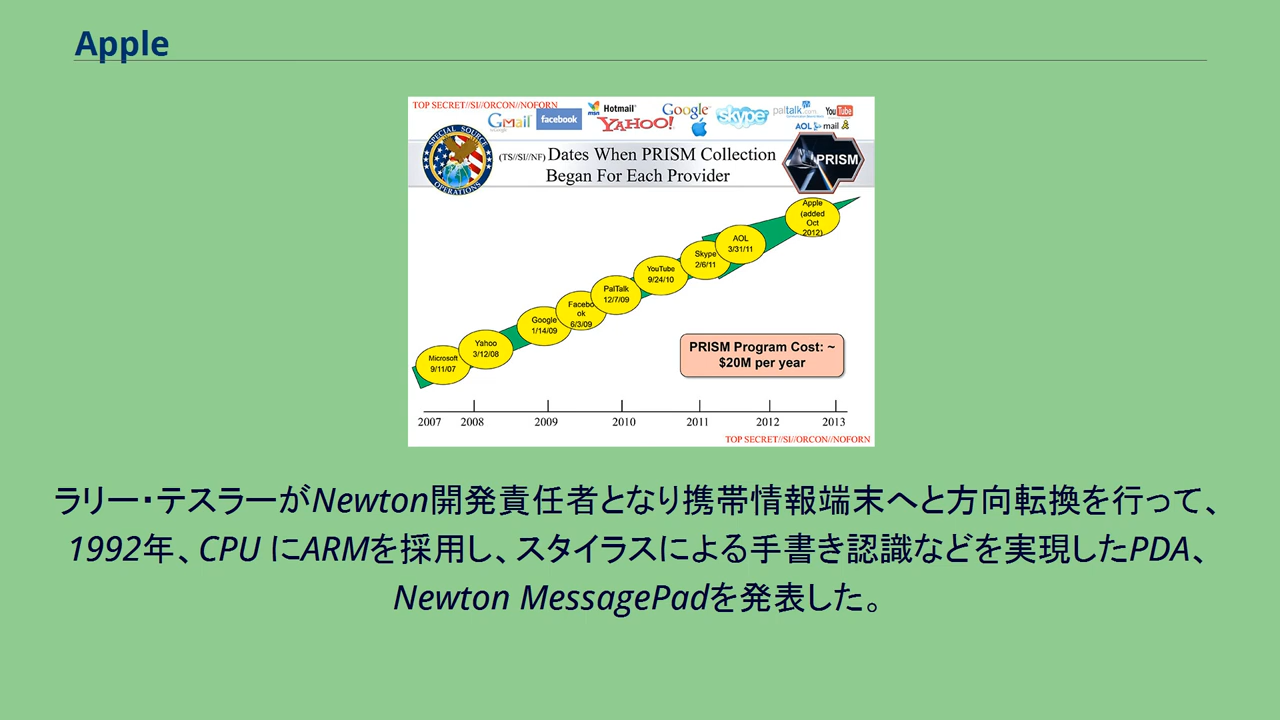 Apple
TOP SECRET//SI//ORCON//NOFORN
Gmail
facebook
msn Hotmail
YAHOO!
Google
skype
paltalk.com
YouTube
AOL mail
SPECIAL SOURCE OPERATIONS
(TS//SI//NF) Dates When PRISM Collection
Began For Each Provider
PRISM
Apple
(added
Oct
2012)
AOL
3/31/11
Skype
2/6/11
YouTube
9/24/10
PalTalk
12/7/09
Facebo
ok
6/3/09
Google
1/14/09
Yahoo
3/12/08
Microsoft
9/11/07
PRISM Program Cost: ~
$20M per year
2007 2008 2009 2010 2011 2012 2013
TOP SECRET//SI//ORCON//NOFORN
ラリー・テスラーがNewton開発責任者となり携帯情報端末へと方向転換を行って、
1992年、CPU にARMを採用し、スタイラスによる手書き認識などを実現したPDA、
Newton MessagePadを発表した。